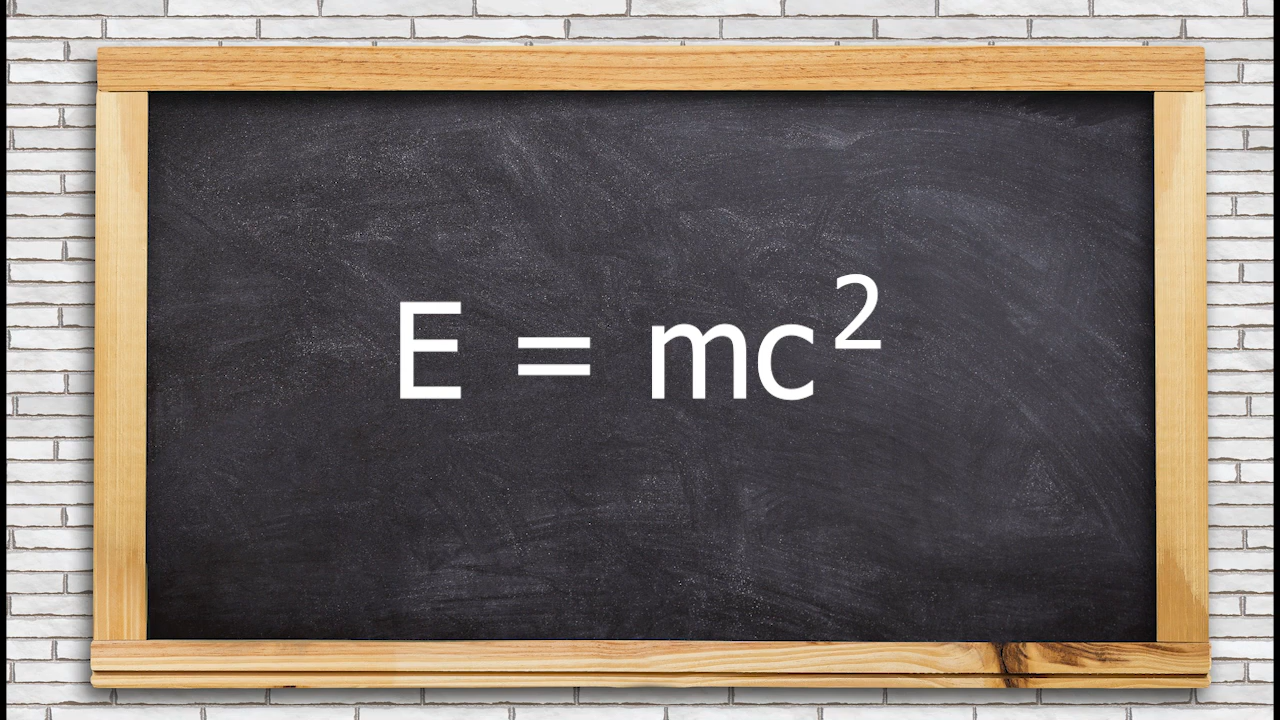 E = mc²